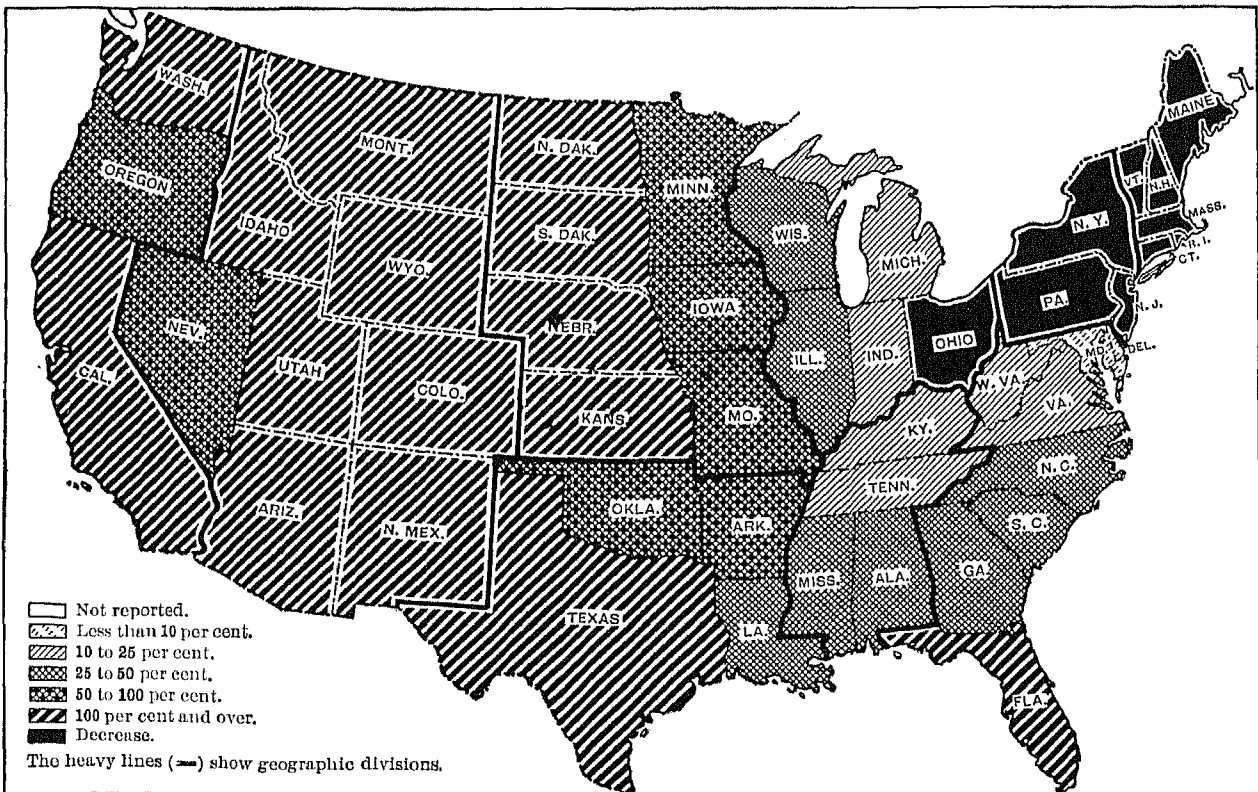 WASH.
MONT.
N. DAK.
MINN.
MAINE
OREGON
IDAHO
S. DAK.
WIS.
VT.
N.H.
MASS.
N. Y.
R. I.
CT.
WYO.
MICH.
NEV.
NEBR.
IOWA
PA.
N. J.
CAL.
UTAH
COLO.
ILL.
IND.
OHIO
MD.
DEL.
KANS.
MO.
W. VA.
VA.
KY.
ARIZ.
N. MEX.
OKLA.
ARK.
TENN.
N. C.
S. C.
MISS.
ALA.
GA.
TEXAS
LA.
FLA.
Not reported.
Less than 10 per cent.
10 to 25 per cent.
25 to 50 per cent.
50 to 100 per cent.
100 per cent and over.
Decrease.
The heavy lines (▬) show geographic divisions.